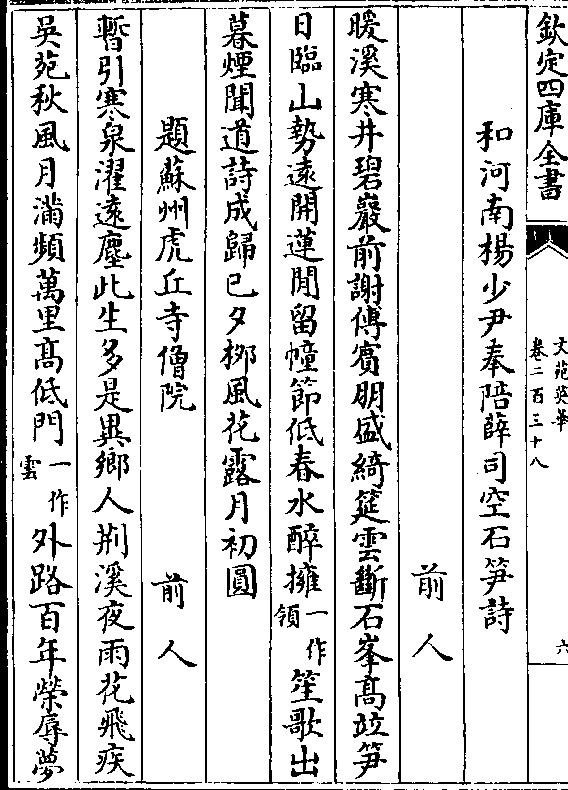 欽定四庫全書
文苑英華
卷二百三十八
六
和河南楊少尹奉陪薛司空石笋詩
前人
暖溪寒井碧巖前謝傅賓朋盛綺筵雲斷石峯髙竝笋
日臨山勢遠開蓮閒留幢節低春水醉擁一作領笙歌出
暮煙聞道詩成歸已夕栁風花露月初圓
題蘇州虎丘寺僧院 前人
暫引寒泉濯遠塵此生多是異鄉人荆溪夜雨花飛疾
吳苑秋風月滿頻萬里髙低門一作雲外路百年榮辱夢